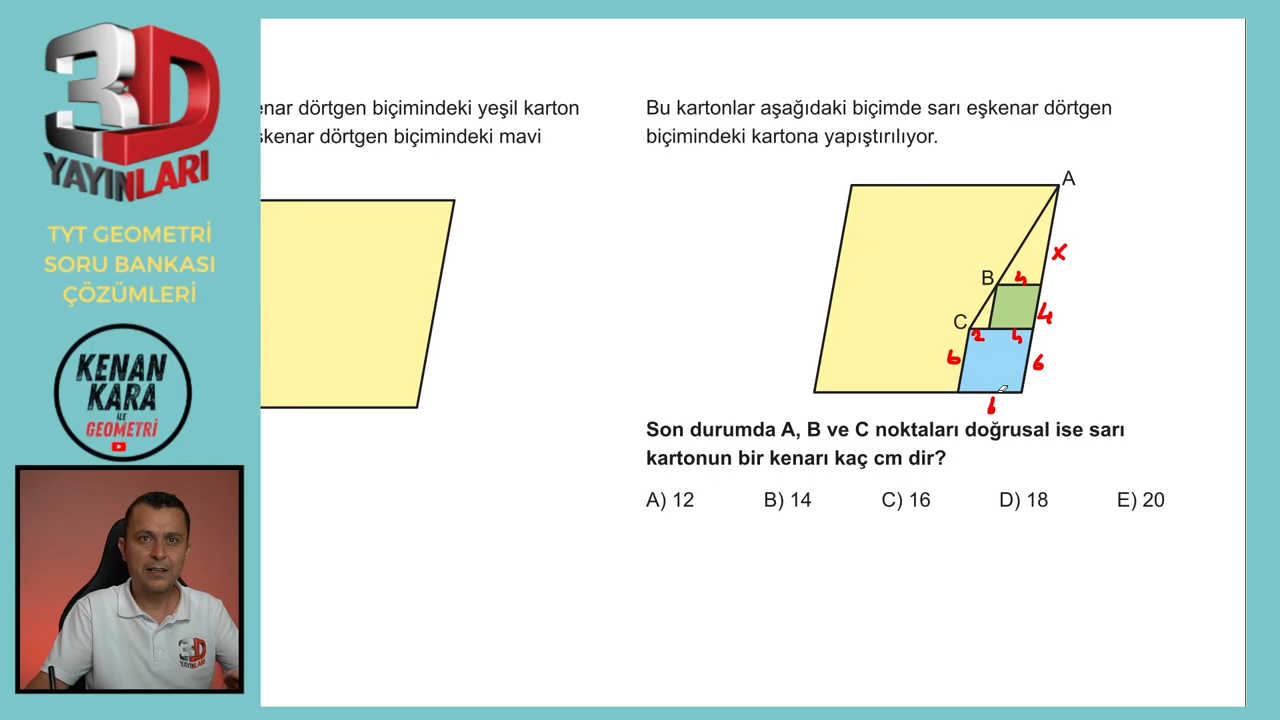 3D
YAYINLARI
TYT GEOMETRİ
SORU BANKASI
ÇÖZÜMLERİ
KENAN
KARA
İLE
GEOMETRİ
3D
YAYINLARI
enar dörtgen biçimindeki yeşil karton
şkenar dörtgen biçimindeki mavi
Bu kartonlar aşağıdaki biçimde sarı eşkenar dörtgen
biçimindeki kartona yapıştırılıyor.
A
x
B
4
4
C
2
4
6
6
6
Son durumda A, B ve C noktaları doğrusal ise sarı
kartonun bir kenarı kaç cm dir?
A) 12 B) 14 C) 16 D) 18 E) 20